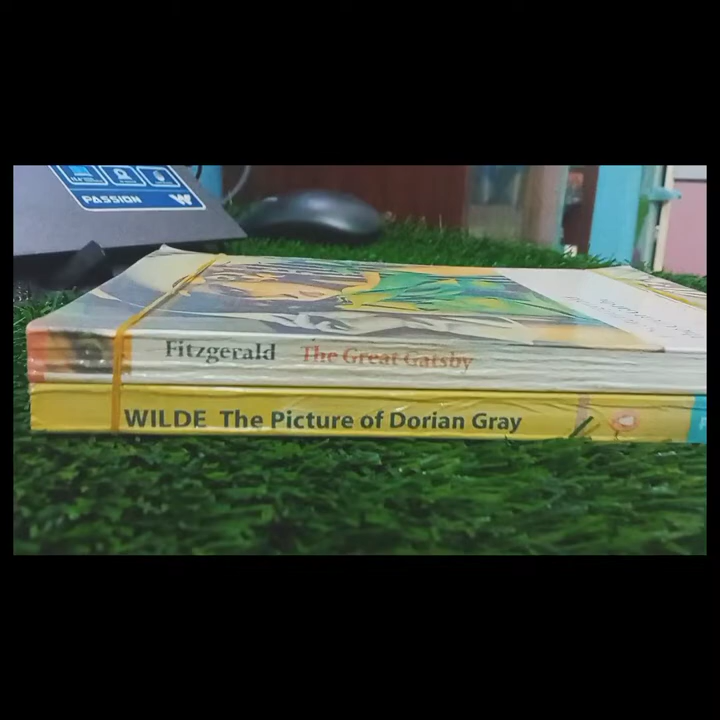 PASSION W
Fitzgerald The Great Gatsby
WILDE The Picture of Dorian Gray